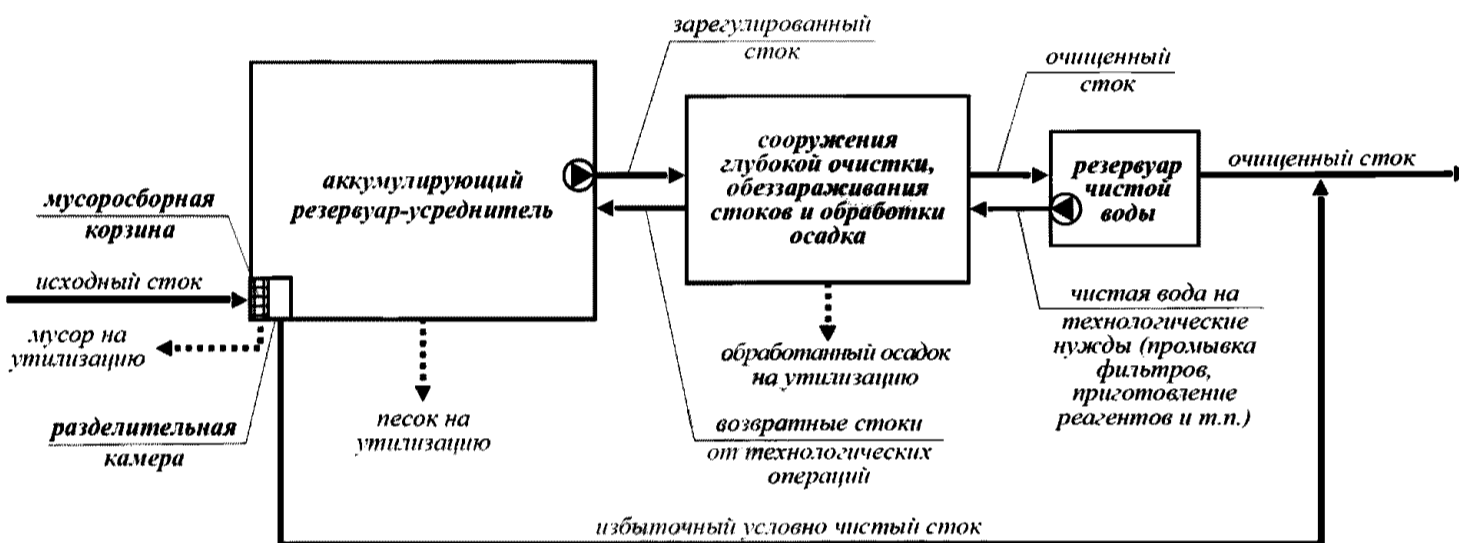 зарегулированный
сток
очищенный
сток
аккумулирующий
резервуар-усреднитель
сооружения
глубокой очистки,
обеззараживания
стоков и обработки
осадка
резервуар
чистой
воды
очищенный сток
мусоросборная
корзина
исходный сток
мусор на
утилизацию
разделительная
камера
песок на
утилизацию
обработанный осадок
на утилизацию
возвратные стоки
от технологических
операций
чистая вода на
технологические
нужды (промывка
фильтров,
приготовление
реагентов и т.п.)
избыточный условно чистый сток